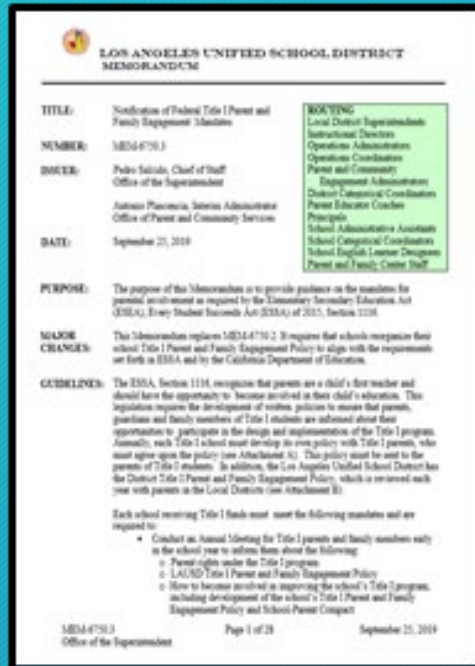 LOS ANGELES UNIFIED SCHOOL DISTRICT
MEMORANDUM
TITLE: Notification of Federal Title I Parent and
Family Engagement Mandates
NUMBER: MEM-6750.3
ISSUER: Pedro Salcido, Chief of Staff
Office of the Superintendent
Antonio Plascencia, Interim Administrator
Office of Parent and Community Services
DATE: September 25, 2019
ROUTING
Local District Superintendents
Instructional Directors
Operations Administrators
Operations Coordinators
Parent and Community
Engagement Administrators
District Categorical Coordinators
Parent Educator Coaches
Principals
School Administrative Assistants
School Categorical Coordinators
School English Learner Designees
Parent and Family Center Staff
PURPOSE: The purpose of this Memorandum is to provide guidance on the mandates for
parental involvement as required by the Elementary Secondary Education Act
(ESEA), Every Student Succeeds Act (ESSA) of 2015, Section 1116.
MAJOR CHANGES: This Memorandum replaces MEM-6750.2. It requires that schools reorganize their
school Title I Parent and Family Engagement Policy to align with the requirements
set forth in ESSA and by the California Department of Education.
GUIDELINES: The ESSA, Section 1116, recognizes that parents are a child's first teacher and
should have the opportunity to become involved in their child's education. This
legislation requires the development of written policies to ensure that parents,
guardians and family members of Title I students are informed about their
opportunities to participate in the design and implementation of the Title I program.
Annually, each Title I school must develop its own policy with Title I parents, who
must agree upon the policy (see Attachment A). This policy must be sent to the
parents of Title I students. In addition, the Los Angeles Unified School District has
the District Title I Parent and Family Engagement Policy, which is reviewed each
year with parents in the Local Districts (see Attachment B).
Each school receiving Title I funds must meet the following mandates and are
required to:
• Conduct an Annual Meeting for Title I parents and family members early
in the school year to inform them about the following:
o Parent rights under the Title I program
o LAUSD Title I Parent and Family Engagement Policy
o How to become involved in improving the school's Title I program,
including development of the school's Title I Parent and Family
Engagement Policy and School-Parent Compact
MEM-6750.3 Page 1 of 28 September 25, 2019
Office of the Superintendent